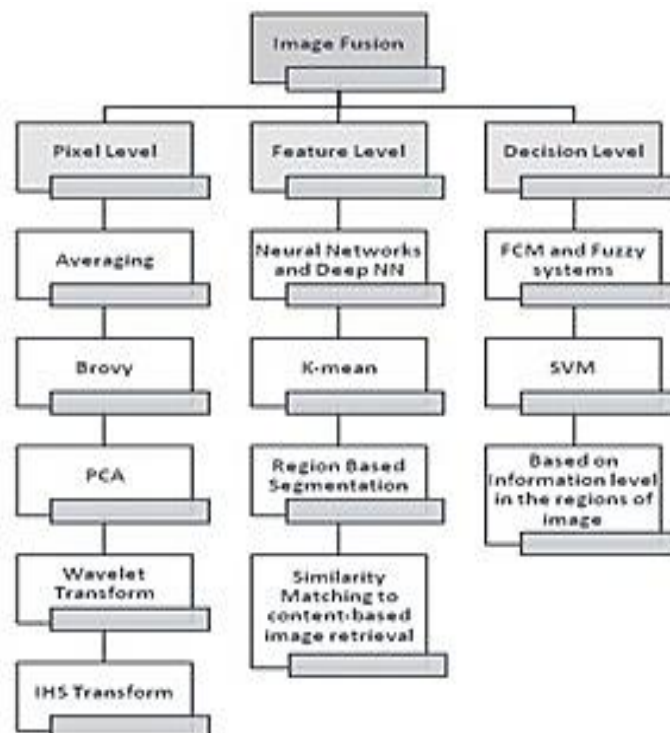 Image Fusion
Pixel Level
Feature Level
Decision Level
Averaging
Neural Networks
and Deep NN
FCM and Fuzzy
systems
Brovy
K-mean
SVM
PCA
Region Based
Segmentation
Based on
Information level
in the regions of
image
Wavelet
Transform
Similarity
Matching to
content-based
image retrieval
IHS Transform